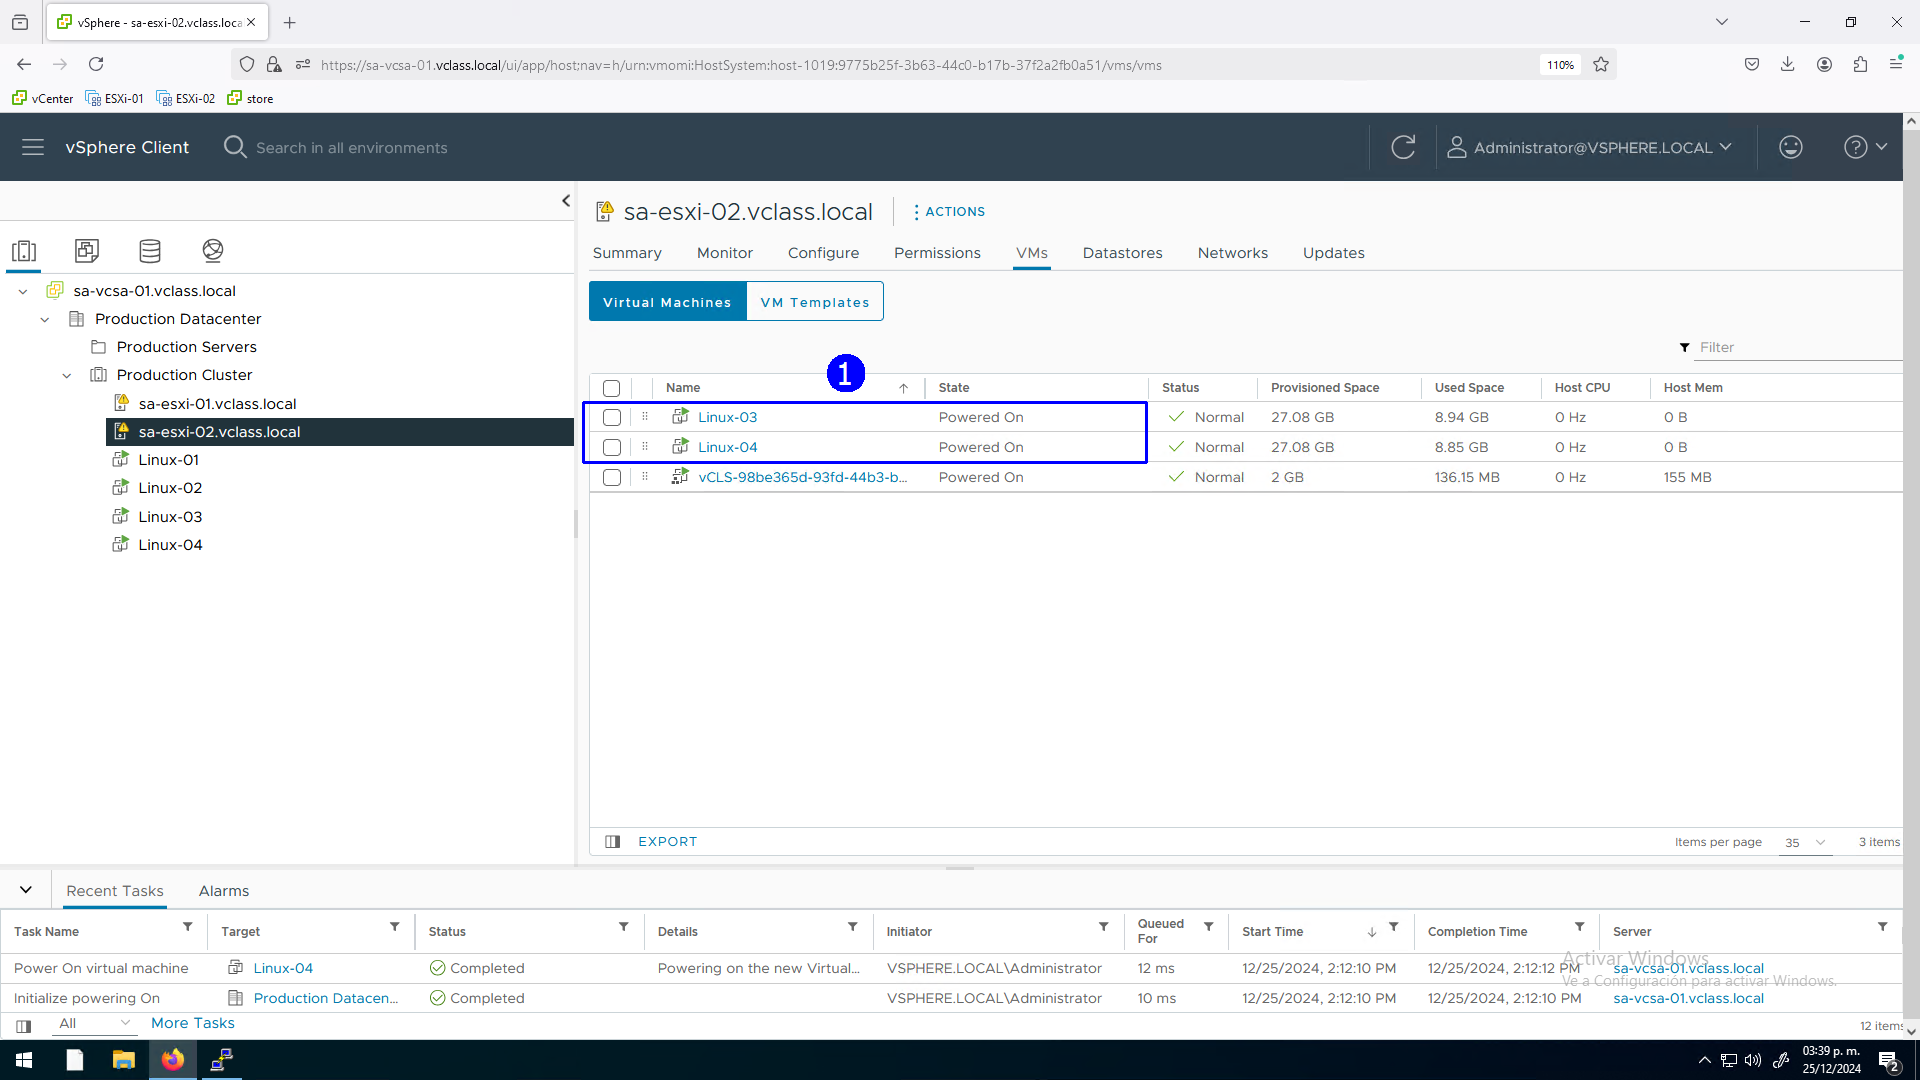 vSphere - sa-esxi-02.vclass.loca
https://sa-vcsa-01.vclass.local/ui/app/host;nav=h/urn:vmomi:HostSystem:host-1019:9775b25f-3b63-44c0-b17b-37f2a2fb0a51/vms/vms
110%
vCenter ESXi-01 ESXi-02 store
vSphere Client
Search in all environments
Administrator@VSPHERE.LOCAL
sa-vcsa-01.vclass.local
Production Datacenter
Production Servers
Production Cluster
sa-esxi-01.vclass.local
sa-esxi-02.vclass.local
Linux-01
Linux-02
Linux-03
Linux-04
sa-esxi-02.vclass.local
ACTIONS
Summary Monitor Configure Permissions VMs Datastores Networks Updates
Virtual Machines VM Templates
Filter
1
Name State Status Provisioned Space Used Space Host CPU Host Mem
Linux-03 Powered On Normal 27.08 GB 8.94 GB 0 Hz 0 B
Linux-04 Powered On Normal 27.08 GB 8.85 GB 0 Hz 0 B
vCLS-98be365d-93fd-44b3-b... Powered On Normal 2 GB 136.15 MB 0 Hz 155 MB
EXPORT
Items per page 35 3 items
Recent Tasks Alarms
Task Name Target Status Details Initiator Queued For Start Time Completion Time Server
Power On virtual machine Linux-04 Completed Powering on the new Virtual... VSPHERE.LOCAL\Administrator 12 ms 12/25/2024, 2:12:10 PM 12/25/2024, 2:12:12 PM sa-vcsa-01.vclass.local
Initialize powering On Production Datacen... Completed VSPHERE.LOCAL\Administrator 10 ms 12/25/2024, 2:12:10 PM 12/25/2024, 2:12:10 PM sa-vcsa-01.vclass.local
Activar Windows
Ve a Configuración para activar Windows.
All More Tasks
12 items
03:39 p. m.
25/12/2024
2